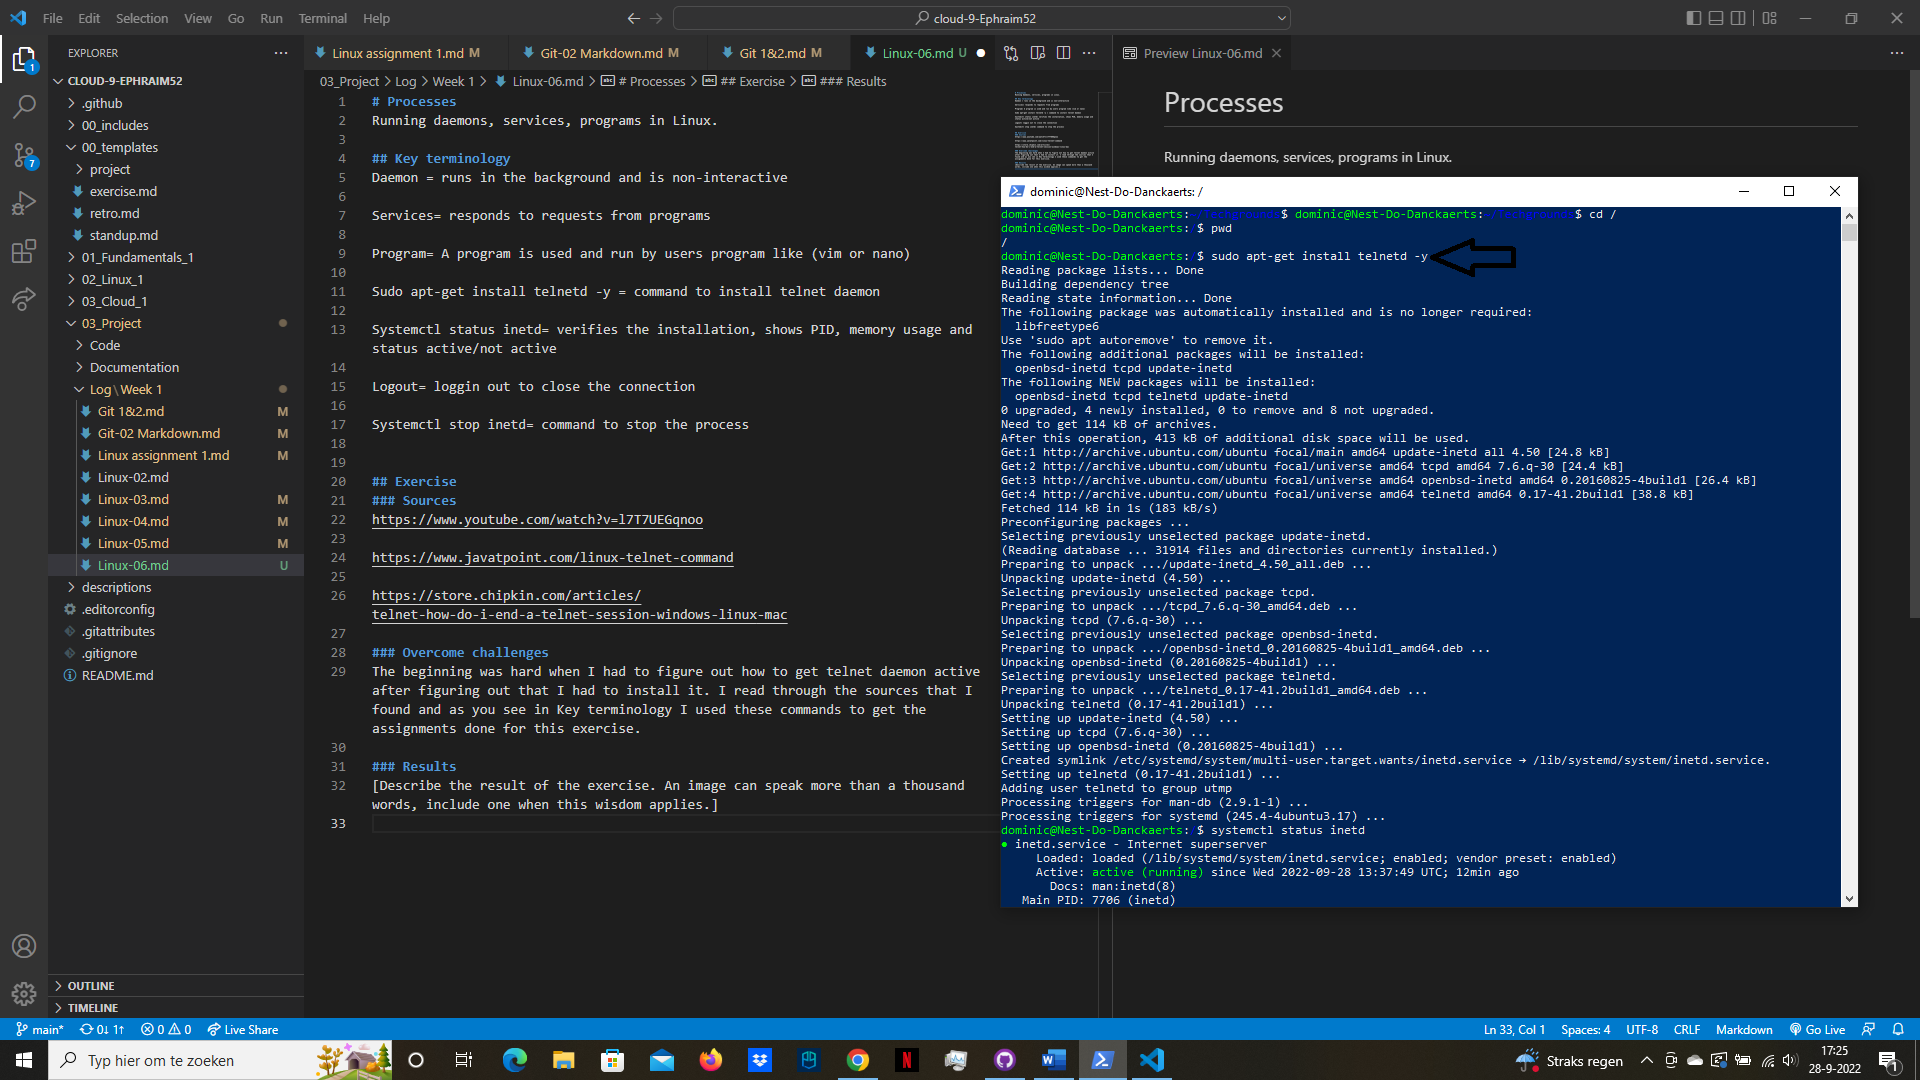 File Edit Selection View Go Run Terminal Help
cloud-9-Ephraim52
EXPLORER
CLOUD-9-EPHRAIM52
.github
00_includes
00_templates
project
exercise.md
retro.md
standup.md
01_Fundamentals_1
02_Linux_1
03_Cloud_1
03_Project
Code
Documentation
Log\Week 1
Git 1&2.md M
Git-02 Markdown.md M
Linux assignment 1.md M
Linux-02.md
Linux-03.md M
Linux-04.md M
Linux-05.md M
Linux-06.md U
descriptions
.editorconfig
.gitattributes
.gitignore
README.md
OUTLINE
TIMELINE
1
7
Linux assignment 1.md M
Git-02 Markdown.md M
Git 1&2.md M
Linux-06.md U
03_Project > Log > Week 1 > Linux-06.md > # Processes > ## Exercise > ### Results
1 # Processes
2 Running daemons, services, programs in Linux.
3
4 ## Key terminology
5 Daemon = runs in the background and is non-interactive
6
7 Services= responds to requests from programs
8
9 Program= A program is used and run by users program like (vim or nano)
10
11 Sudo apt-get install telnetd -y = command to install telnet daemon
12
13 Systemctl status inetd= verifies the installation, shows PID, memory usage and
status active/not active
14
15 Logout= loggin out to close the connection
16
17 Systemctl stop inetd= command to stop the process
18
19
20 ## Exercise
21 ### Sources
22 https://www.youtube.com/watch?v=l7T7UEGqnoo
23
24 https://www.javatpoint.com/linux-telnet-command
25
26 https://store.chipkin.com/articles/
telnet-how-do-i-end-a-telnet-session-windows-linux-mac
27
28 ### Overcome challenges
29 The beginning was hard when I had to figure out how to get telnet daemon active
after figuring out that I had to install it. I read through the sources that I
found and as you see in Key terminology I used these commands to get the
assignments done for this exercise.
30
31 ### Results
32 [Describe the result of the exercise. An image can speak more than a thousand
words, include one when this wisdom applies.]
33
Preview Linux-06.md
Processes
Running daemons, services, programs in Linux.
dominic@Nest-Do-Danckaerts: /
dominic@Nest-Do-Danckaerts: $ dominic@Nest-Do-Danckaerts: $ cd /
dominic@Nest-Do-Danckaerts: $ pwd
/
dominic@Nest-Do-Danckaerts: $ sudo apt-get install telnetd -y
Reading package lists... Done
Building dependency tree
Reading state information... Done
The following package was automatically installed and is no longer required:
libfreetype6
Use 'sudo apt autoremove' to remove it.
The following additional packages will be installed:
openbsd-inetd tcpd update-inetd
The following NEW packages will be installed:
openbsd-inetd tcpd telnetd update-inetd
0 upgraded, 4 newly installed, 0 to remove and 8 not upgraded.
Need to get 114 kB of archives.
After this operation, 413 kB of additional disk space will be used.
Get:1 http://archive.ubuntu.com/ubuntu focal/main amd64 update-inetd all 4.50 [24.8 kB]
Get:2 http://archive.ubuntu.com/ubuntu focal/universe amd64 tcpd amd64 7.6.q-30 [24.4 kB]
Get:3 http://archive.ubuntu.com/ubuntu focal/universe amd64 openbsd-inetd amd64 0.20160825-4build1 [26.4 kB]
Get:4 http://archive.ubuntu.com/ubuntu focal/universe amd64 telnetd amd64 0.17-41.2build1 [38.8 kB]
Fetched 114 kB in 1s (183 kB/s)
Preconfiguring packages ...
Selecting previously unselected package update-inetd.
(Reading database ... 31914 files and directories currently installed.)
Preparing to unpack .../update-inetd_4.50_all.deb ...
Unpacking update-inetd (4.50) ...
Selecting previously unselected package tcpd.
Preparing to unpack .../tcpd_7.6.q-30_amd64.deb ...
Unpacking tcpd (7.6.q-30) ...
Selecting previously unselected package openbsd-inetd.
Preparing to unpack .../openbsd-inetd_0.20160825-4build1_amd64.deb ...
Unpacking openbsd-inetd (0.20160825-4build1) ...
Selecting previously unselected package telnetd.
Preparing to unpack .../telnetd_0.17-41.2build1_amd64.deb ...
Unpacking telnetd (0.17-41.2build1) ...
Setting up update-inetd (4.50) ...
Setting up tcpd (7.6.q-30) ...
Setting up openbsd-inetd (0.20160825-4build1) ...
Created symlink /etc/systemd/system/multi-user.target.wants/inetd.service → /lib/systemd/system/inetd.service.
Setting up telnetd (0.17-41.2build1) ...
Adding user telnetd to group utmp
Processing triggers for man-db (2.9.1-1) ...
Processing triggers for systemd (245.4-4ubuntu3.17) ...
dominic@Nest-Do-Danckaerts: $ systemctl status inetd
● inetd.service - Internet superserver
Loaded: loaded (/lib/systemd/system/inetd.service; enabled; vendor preset: enabled)
Active: active (running) since Wed 2022-09-28 13:37:49 UTC; 12min ago
Docs: man:inetd(8)
Main PID: 7706 (inetd)
main* 0↓ 1↑ 0 0 Live Share
Ln 33, Col 1 Spaces: 4 UTF-8 CRLF Markdown Go Live
Typ hier om te zoeken
Straks regen
17:25
28-9-2022
1